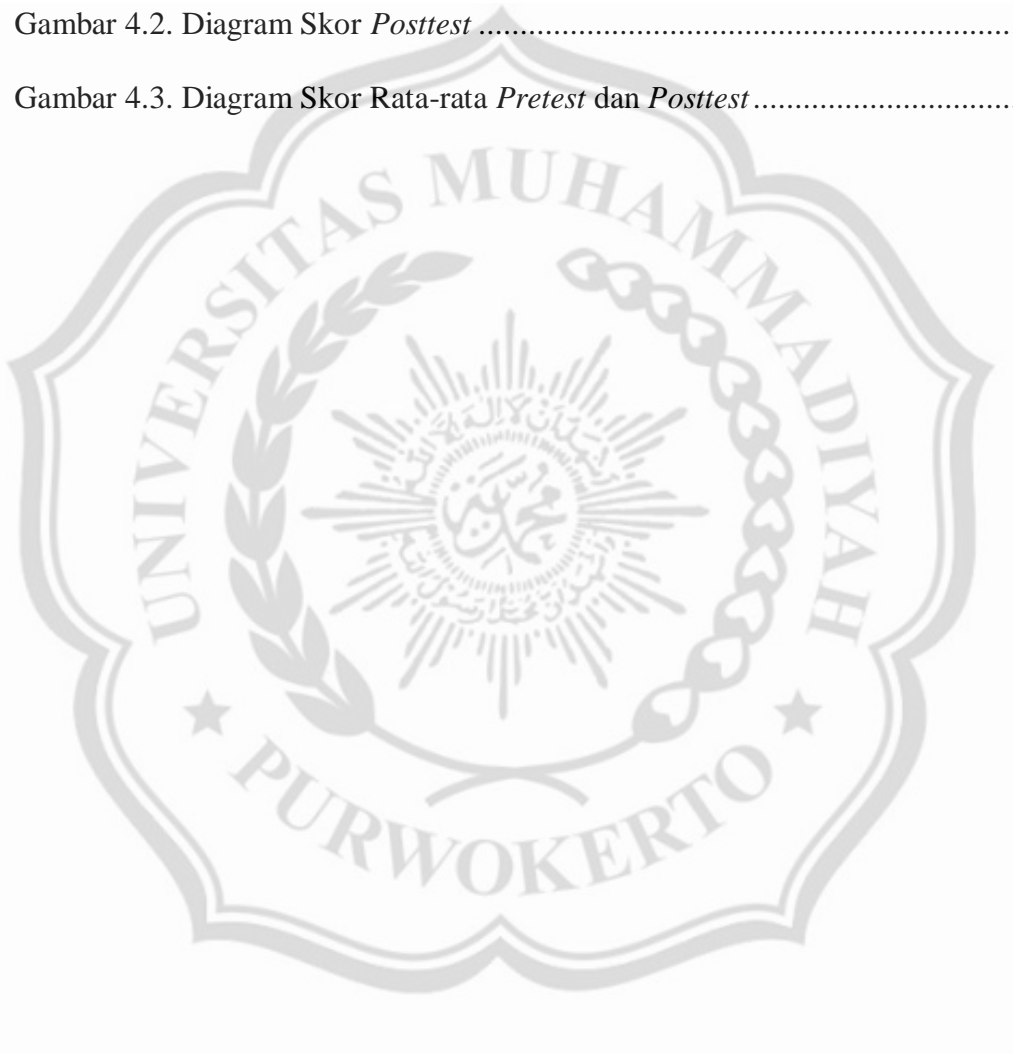 Gambar 4.2. Diagram Skor Posttest ................................................................
Gambar 4.3. Diagram Skor Rata-rata Pretest dan Posttest ...............................
UNIVERSITAS MUHAMMADIYAH
PURWOKERTO